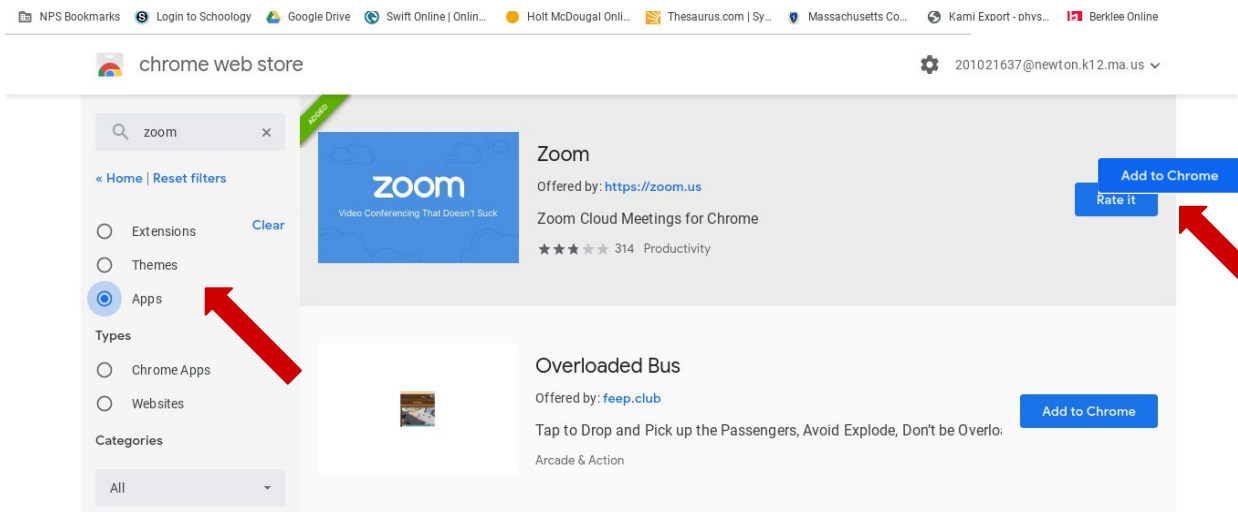 NPS Bookmarks Login to Schoology Google Drive Swift Online | Onlin... Holt McDougal Onli... Thesaurus.com | Sy... Massachusetts Co... Kami Export - phys... Berklee Online
chrome web store
201021637@newton.k12.ma.us
zoom ×
« Home | Reset filters
Extensions Clear
Themes
Apps
Types
Chrome Apps
Websites
Categories
All
ADDED
zoom
Video Conferencing That Doesn't Suck
Zoom
Offered by: https://zoom.us
Zoom Cloud Meetings for Chrome
314 Productivity
Add to Chrome
Rate it
Overloaded Bus
Offered by: feep.club
Tap to Drop and Pick up the Passengers, Avoid Explode, Don't be Overlo
Arcade & Action
Add to Chrome